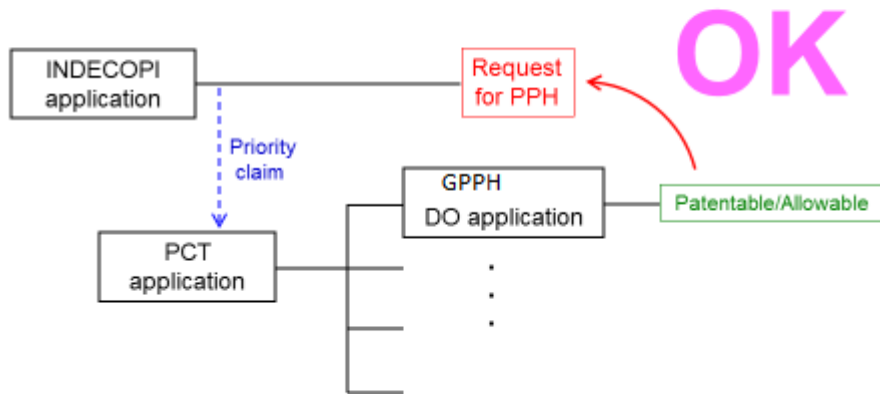 OK
INDECOPI
application
Request
for PPH
Priority
claim
GPPH
DO application
Patentable/Allowable
PCT
application